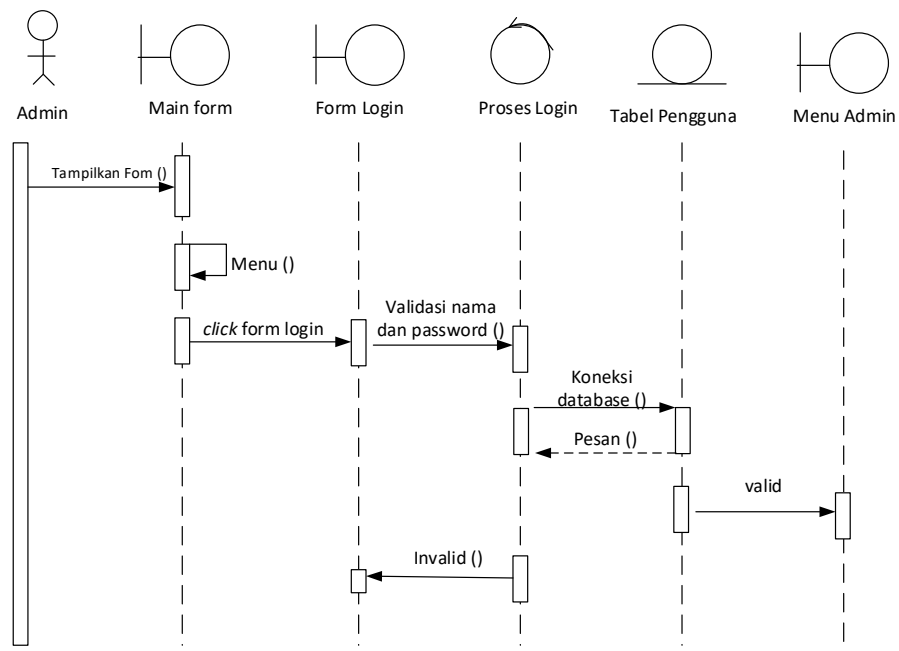 Admin
Main form
Form Login
Proses Login
Tabel Pengguna
Menu Admin
Tampilkan Fom ()
Menu ()
click form login
Validasi nama
dan password ()
Koneksi
database ()
Pesan ()
valid
Invalid ()